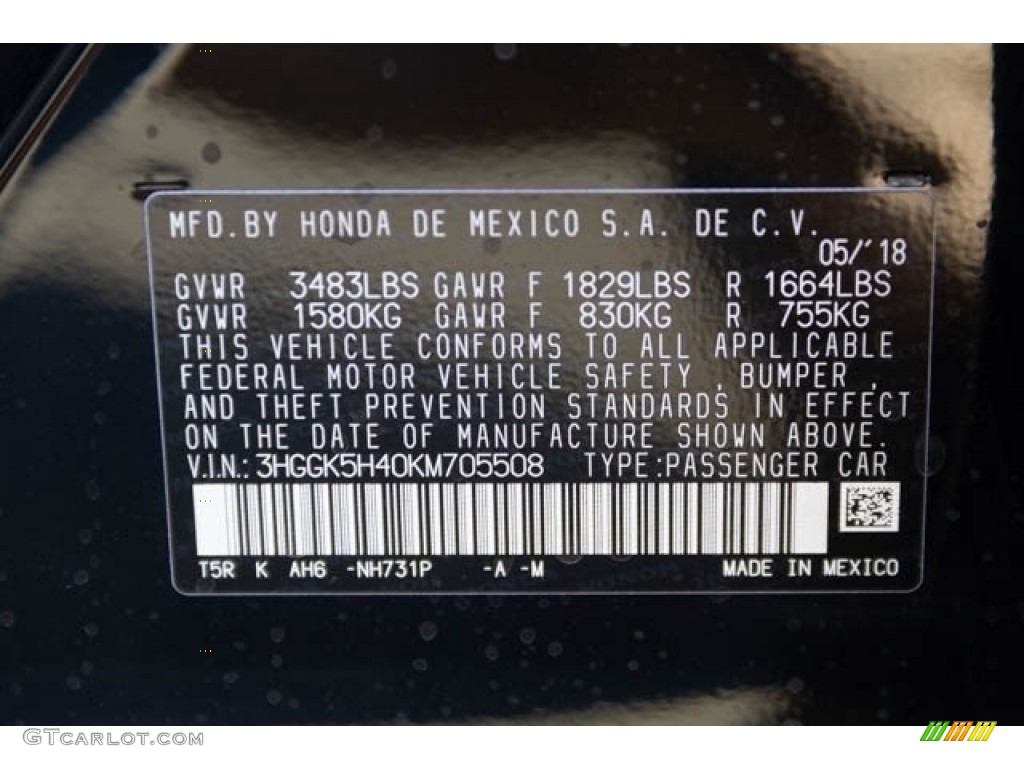 MFD. BY HONDA DE MEXICO S.A. DE C.V.
05/'18
GVWR 3483LBS GAWR F 1829LBS R 1664LBS
GVWR 1580KG GAWR F 830KG R 755KG
THIS VEHICLE CONFORMS TO ALL APPLICABLE
FEDERAL MOTOR VEHICLE SAFETY, BUMPER,
AND THEFT PREVENTION STANDARDS IN EFFECT
ON THE DATE OF MANUFACTURE SHOWN ABOVE.
V.I.N.: 3HGGK5H40KM705508 TYPE:PASSENGER CAR
T5R K AH6 -NH731P -A -M MADE IN MEXICO
GTCARLOT.COM